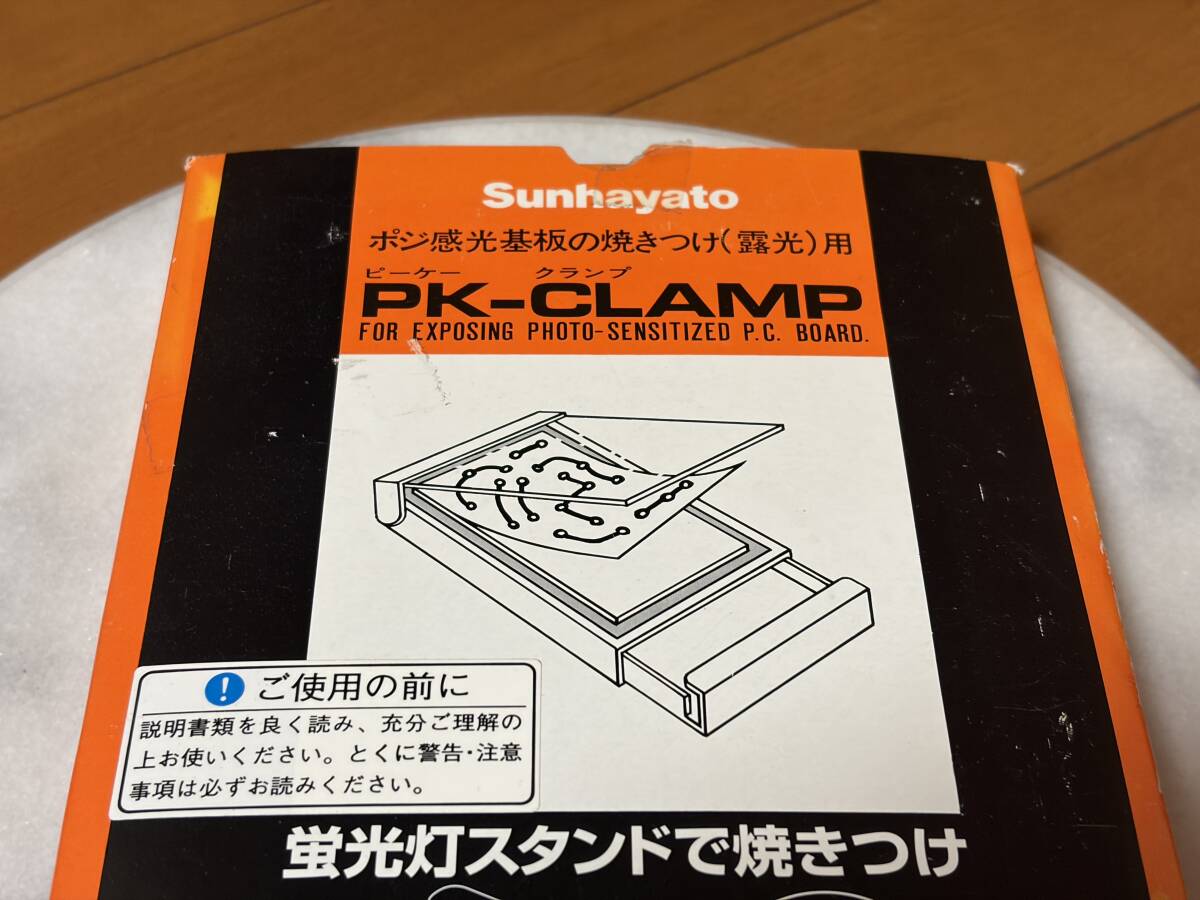 Sunhayato
ポジ感光基板の焼きつけ(露光)用
ピーケー クランプ
PK-CLAMP
FOR EXPOSING PHOTO-SENSITIZED P.C. BOARD.
! ご使用の前に
説明書類を良く読み、充分ご理解の
上お使いください。とくに警告・注意
事項は必ずお読みください。
蛍光灯スタンドで焼きつけ